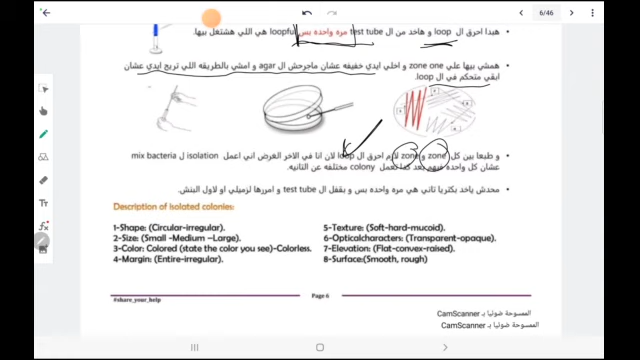 6/46
هبدا احرق ال loop و هاخد من ال test tube مره واحده بس loopful هي اللي هشتغل بيها.
همشي بيها علي zone one و اخلي ايدي خفيفه عشان ماجرحش ال agar و امشي بالطريقه اللي تريح ايدي عشان
ابقي متحكم في ال loop.
و طبعا بين كل zone و zone لازم احرق ال loop لان انا في الاخر الغرض اني اعمل isolation ل mix bacteria
عشان كل واحده فيهم بعد كدا تعمل colony مختلفه عن التانيه.
محدش ياخد بكتريا تاني هي مره واحده بس و بقفل ال test tube و امررها لزميلي او لاول البنش.
Description of Isolated colonies:
1-Shape: (Circular-irregular).
2-Size: (Small -Medium –Large).
3-Color: Colored (state the color you see) -Colorless.
4-Margin: (Entire-irregular).
5-Texture: (Soft-hard-mucoid).
6-Opticalcharacters: (Transparent-opaque).
7-Elevation: (Flat-convex-raised).
8-Surface:(Smooth, rough)
#share_your_help
Page 6
الممسوحة ضوئيا بـ CamScanner
الممسوحة ضوئيا بـ CamScanner